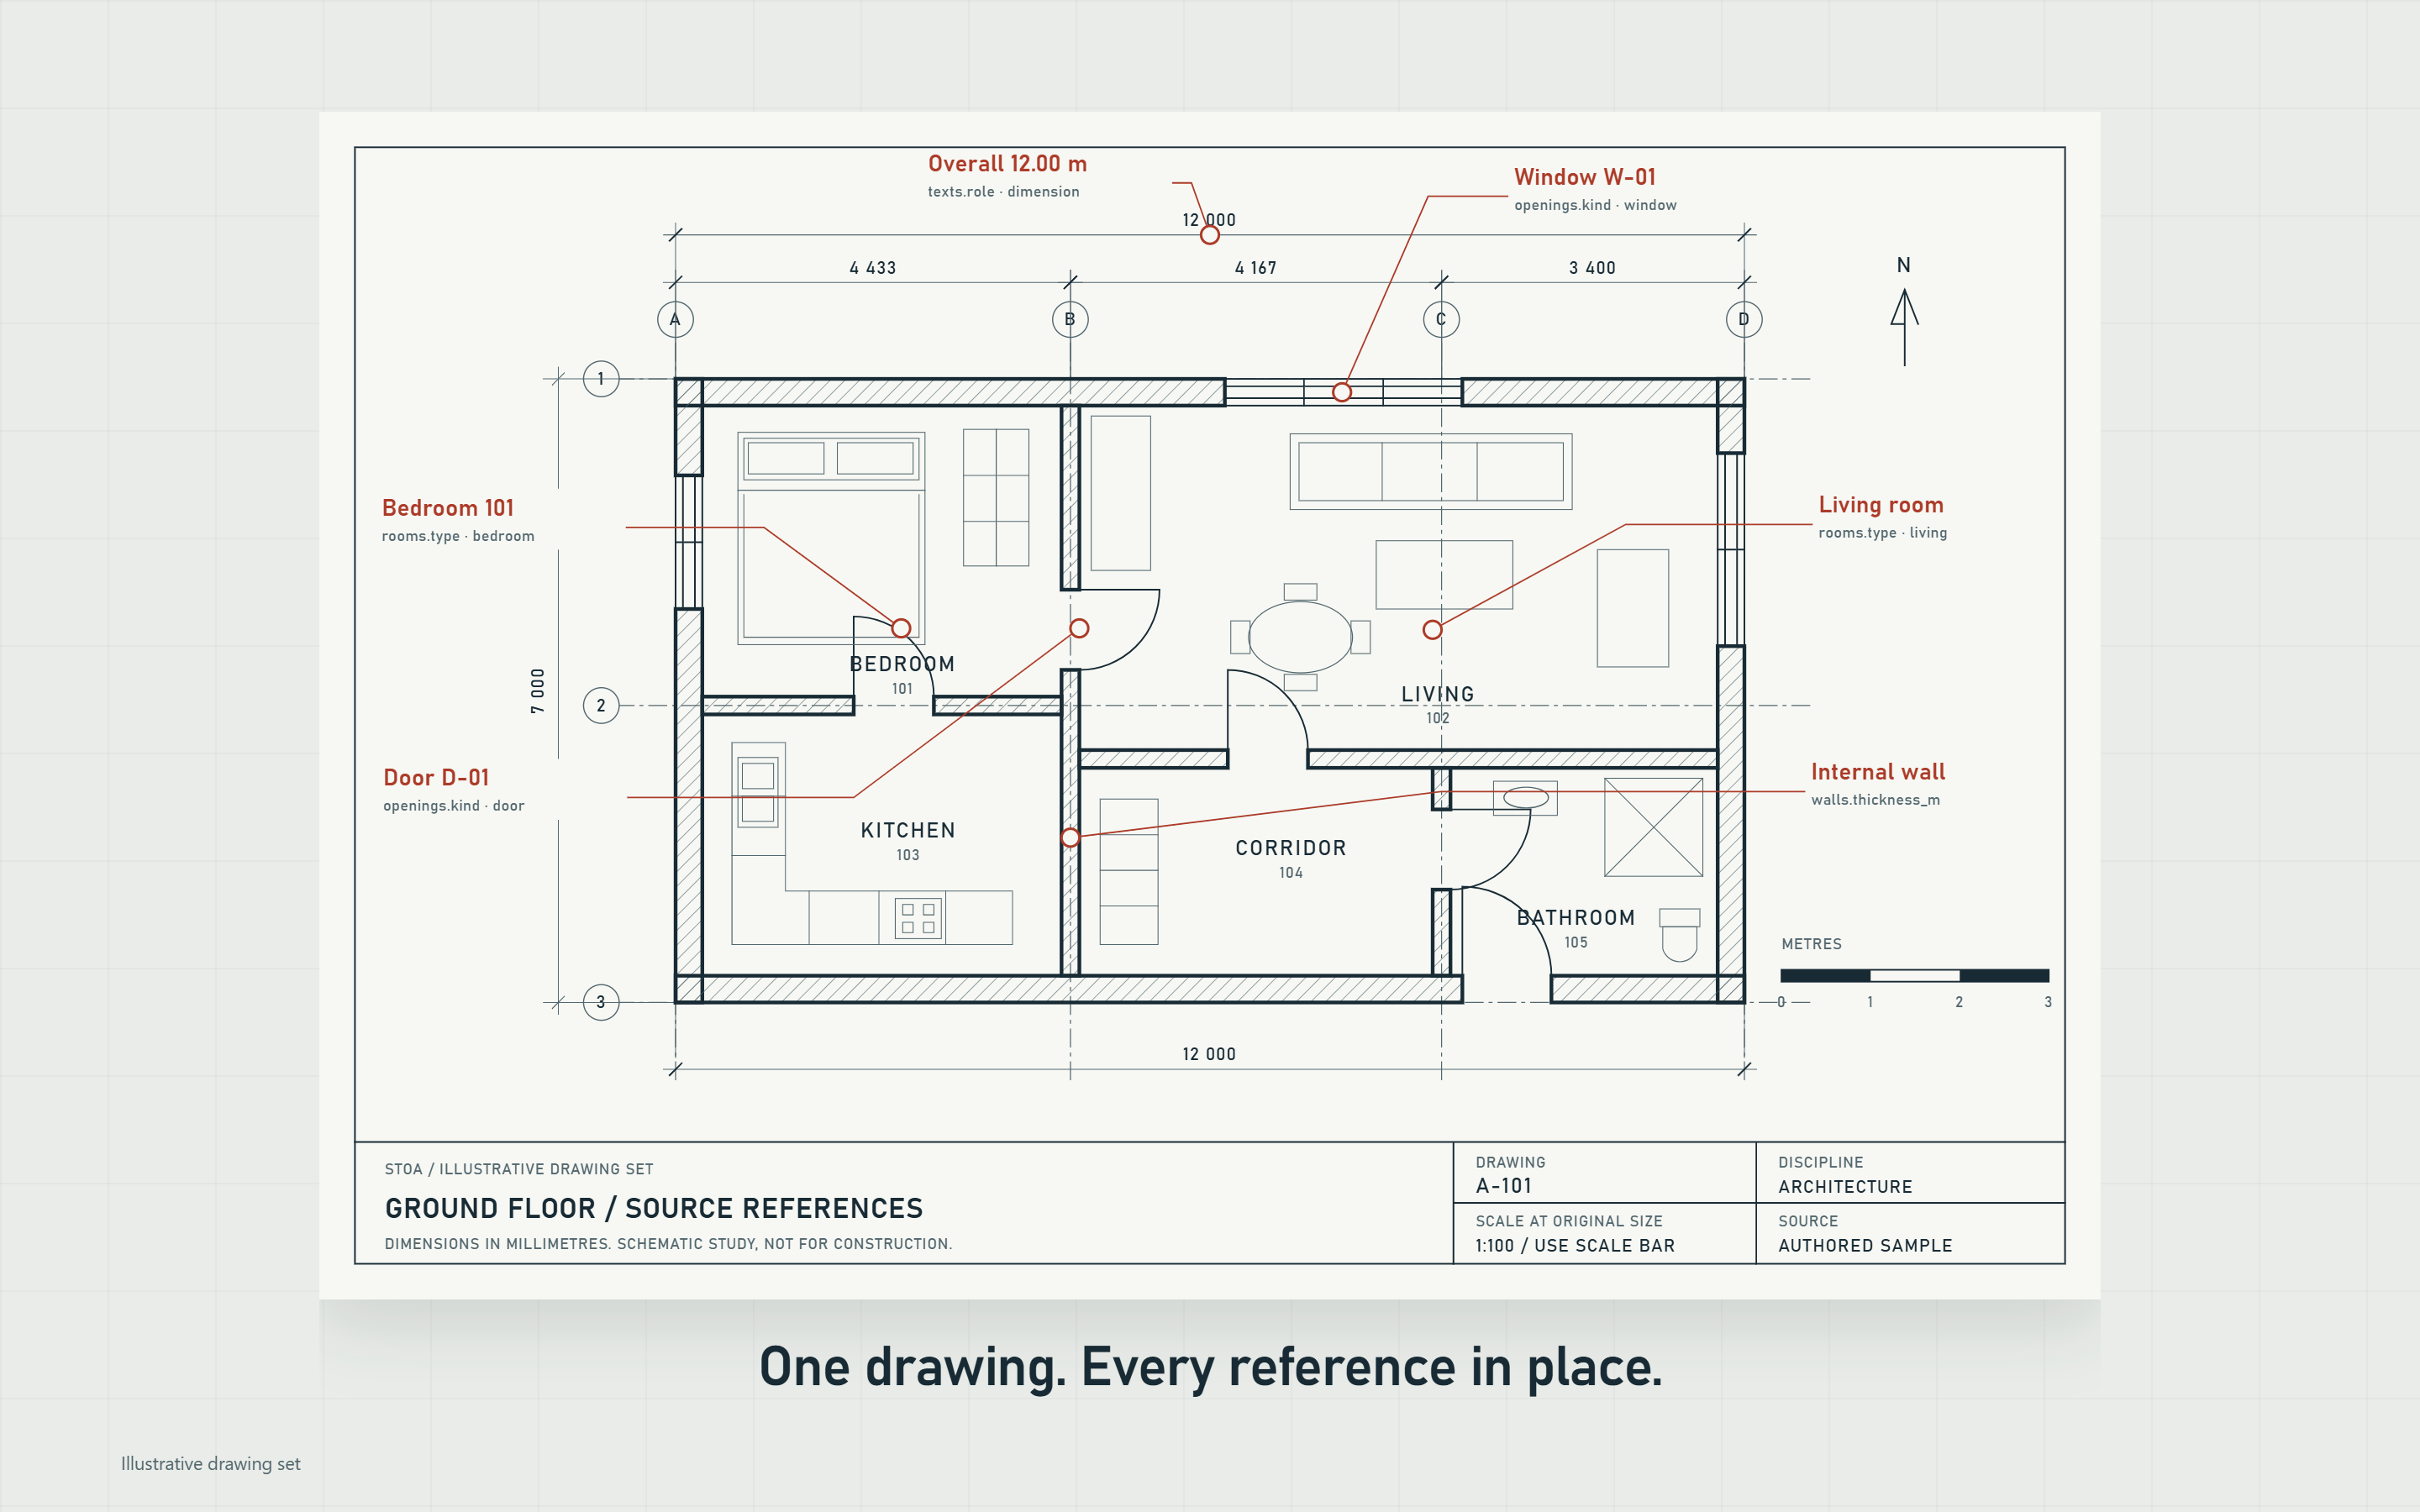 Overall 12.00 m
texts.role · dimension
Window W-01
openings.kind · window
12 000
4 433
4 167
3 400
N
A
B
C
D
1
Bedroom 101
rooms.type · bedroom
Living room
rooms.type · living
BEDROOM
101
7 000
2
LIVING
102
Door D-01
openings.kind · door
Internal wall
walls.thickness_m
KITCHEN
103
CORRIDOR
104
BATHROOM
105
METRES
0 1 2 3
3
12 000
STOA / ILLUSTRATIVE DRAWING SET
GROUND FLOOR / SOURCE REFERENCES
DIMENSIONS IN MILLIMETRES. SCHEMATIC STUDY, NOT FOR CONSTRUCTION.
DRAWING
A-101
DISCIPLINE
ARCHITECTURE
SCALE AT ORIGINAL SIZE
1:100 / USE SCALE BAR
SOURCE
AUTHORED SAMPLE
One drawing. Every reference in place.
Illustrative drawing set